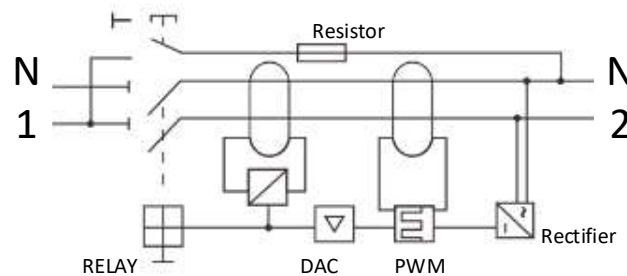 Resistor
N N
1 2
Rectifier
RELAY DAC PWM